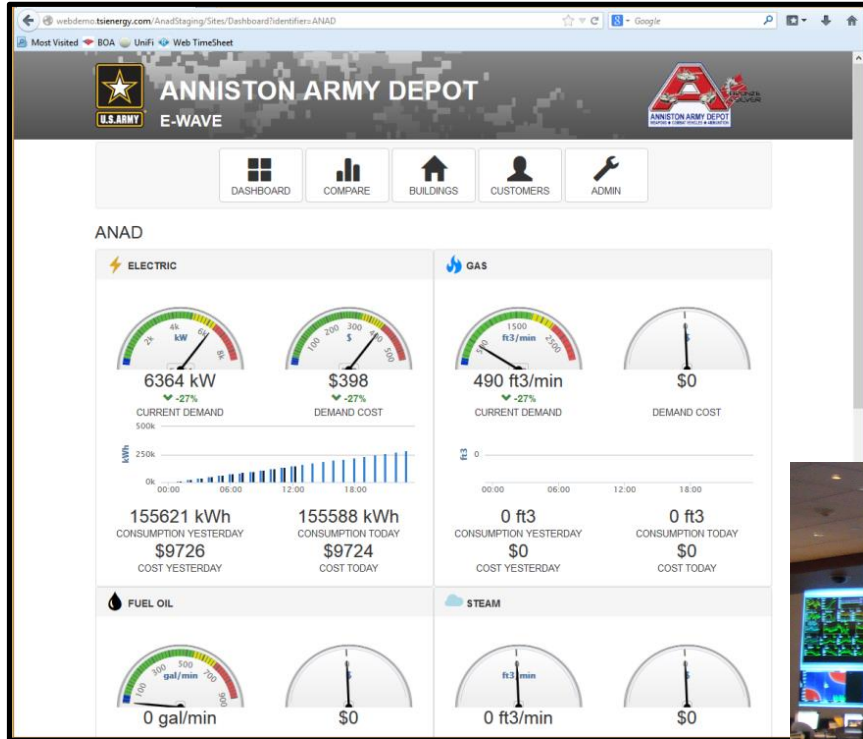 webdemo.tsienergy.com/AnadStaging/Sites/Dashboard?identifier=ANAD
Google
Most Visited BOA UniFi Web TimeSheet
U.S.ARMY
ANNISTON ARMY DEPOT
E-WAVE
ANNISTON ARMY DEPOT
DASHBOARD COMPARE BUILDINGS CUSTOMERS ADMIN
ANAD
ELECTRIC
2k 4k 6k 8k
kW
100 200 300 400 500
$
6364 kW $398
-27% -27%
CURRENT DEMAND DEMAND COST
500k
250k
0k
kWh
00:00 06:00 12:00 18:00
155621 kWh 155588 kWh
CONSUMPTION YESTERDAY CONSUMPTION TODAY
$9726 $9724
COST YESTERDAY COST TODAY
GAS
500 1500 2500
ft3/min
0
$
490 ft3/min $0
-27%
CURRENT DEMAND DEMAND COST
ft3
0
00:00 06:00 12:00 18:00
0 ft3 0 ft3
CONSUMPTION YESTERDAY CONSUMPTION TODAY
$0 $0
COST YESTERDAY COST TODAY
FUEL OIL
100 300 500 700 900
gal/min
0 gal/min $0
STEAM
ft3/min
0 ft3/min $0